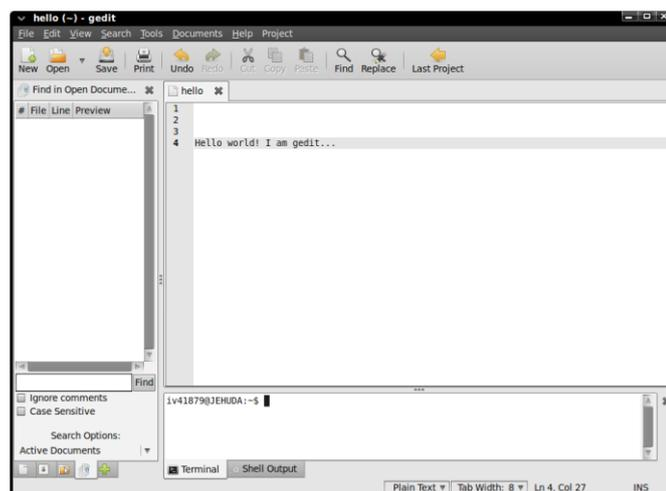 hello (~) - gedit
File Edit View Search Tools Documents Help Project
New Open Save Print Undo Redo Cut Copy Paste Find Replace Last Project
Find in Open Docume... hello
# File Line Preview
1
2
3
4 Hello world! I am gedit...
Find
Ignore comments
Case Sensitive
iv41879@JEHUDA:~$
Search Options:
Active Documents
Terminal Shell Output
Plain Text Tab Width: 8 Ln 4, Col 27 INS